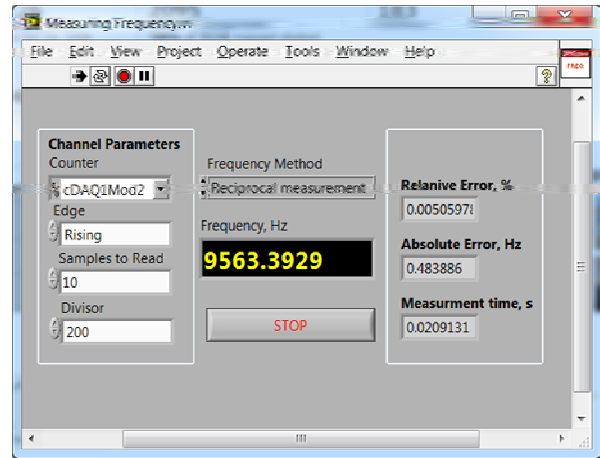 Measuring Frequency...
File Edit View Project Operate Tools Window Help
FREQ
Channel Parameters
Counter
cDAQ1Mod2
Edge
Rising
Samples to Read
10
Divisor
200
Frequency Method
Reciprocal measurement
Frequency, Hz
9563.3929
STOP
Relanive Error, %
0.00505978
Absolute Error, Hz
0.483886
Measurment time, s
0.0209131